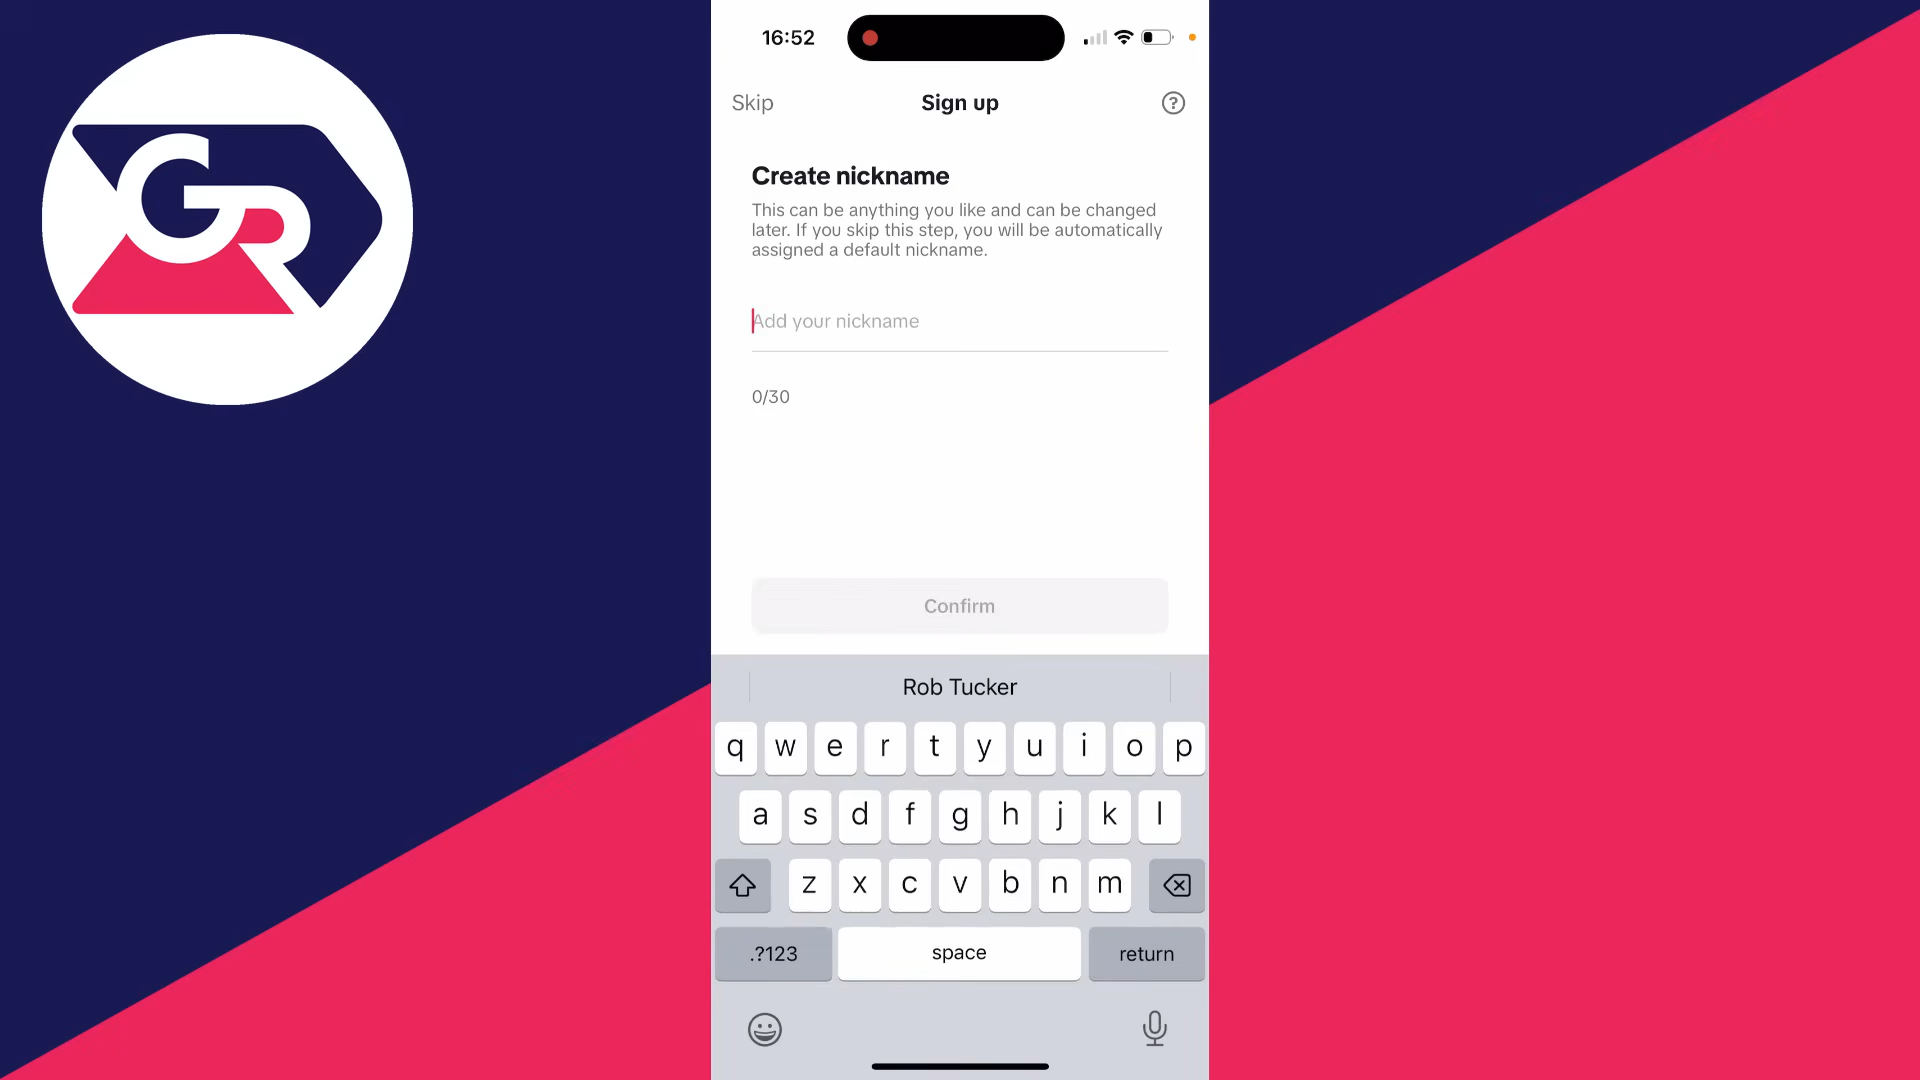 GR
16:52
Skip
Sign up
?
Create nickname
This can be anything you like and can be changed
later. If you skip this step, you will be automatically
assigned a default nickname.
Add your nickname
0/30
Confirm
Rob Tucker
q w e r t y u i o p
a s d f g h j k l
z x c v b n m
.?123 space return